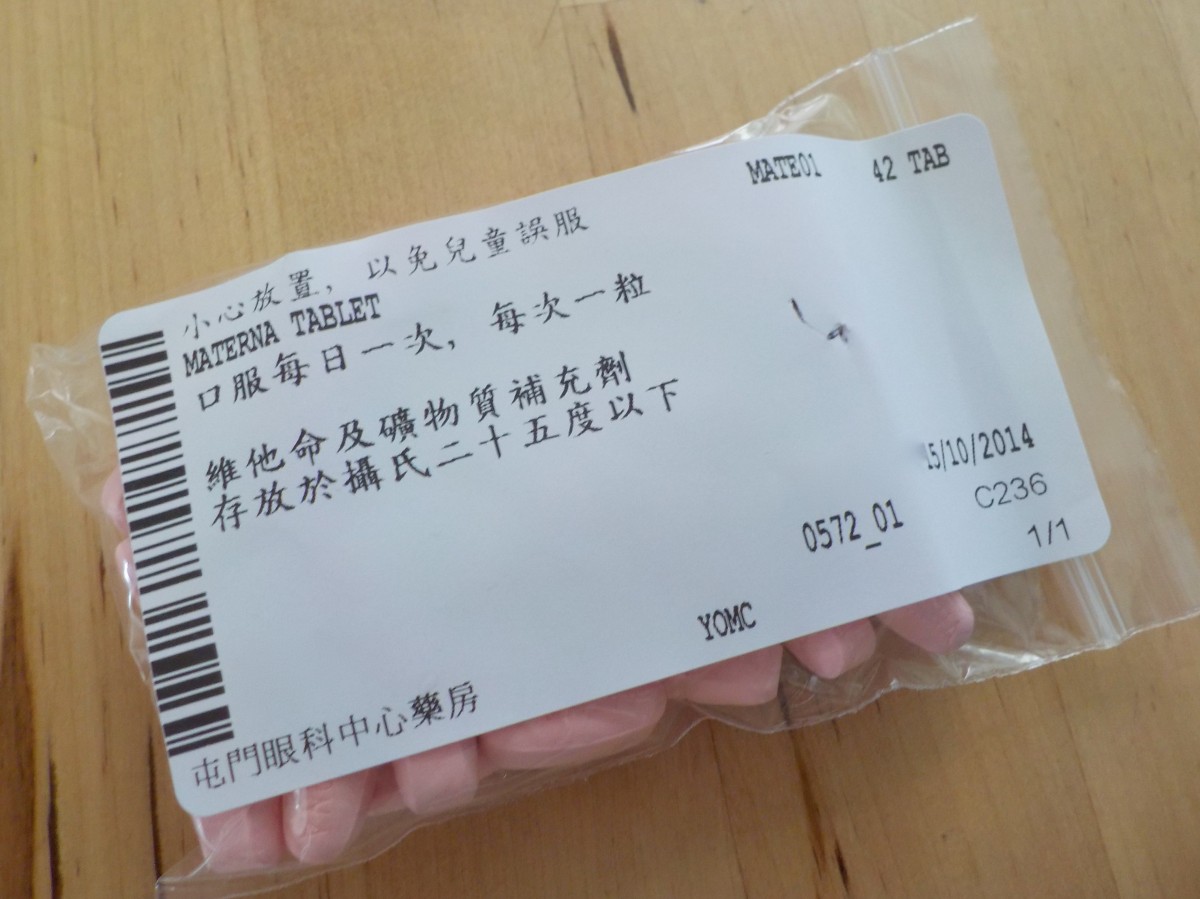 MATE01 42 TAB
小心放置, 以免兒童誤服
MATERNA TABLET
口服每日一次, 每次一粒
維他命及礦物質補充劑
存放於攝氏二十五度以下
15/10/2014
0572_01 C236
1/1
YOMC
屯門眼科中心藥房